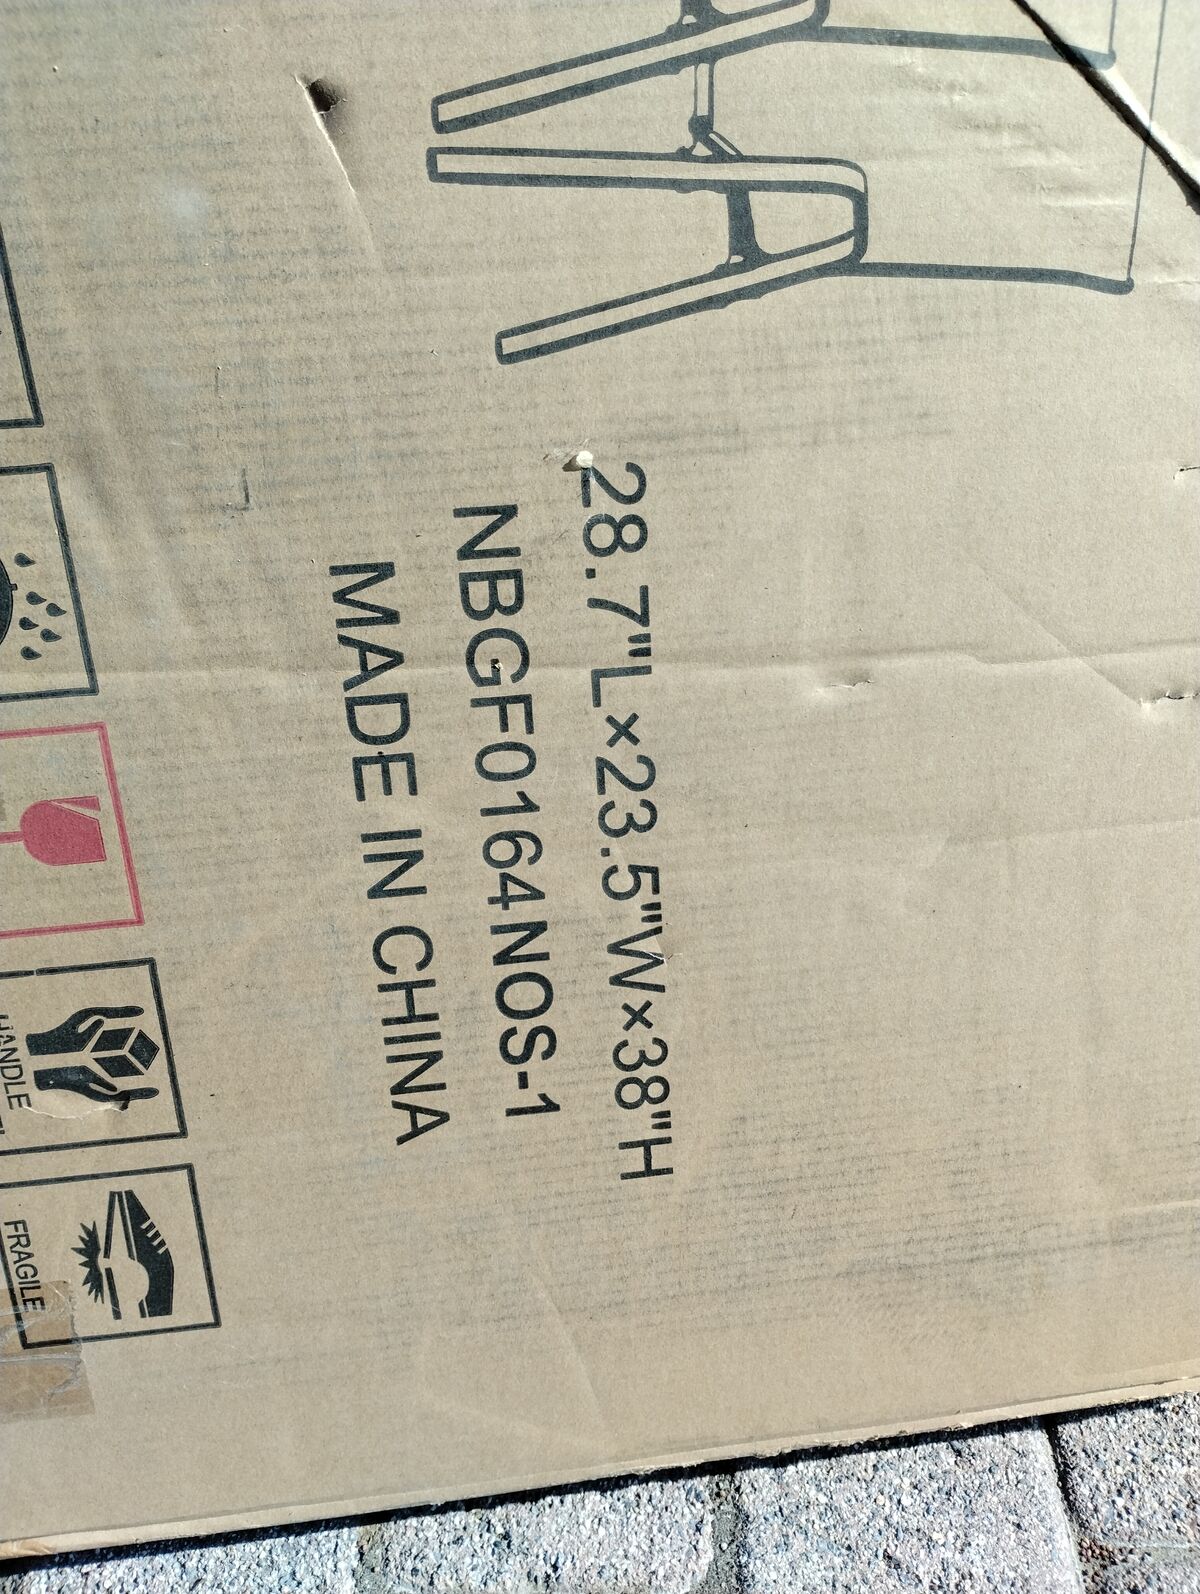 28.7"L×23.5"W×38"H
NBGF0164NOS-1
MADE IN CHINA
HANDLE
FRAGILE